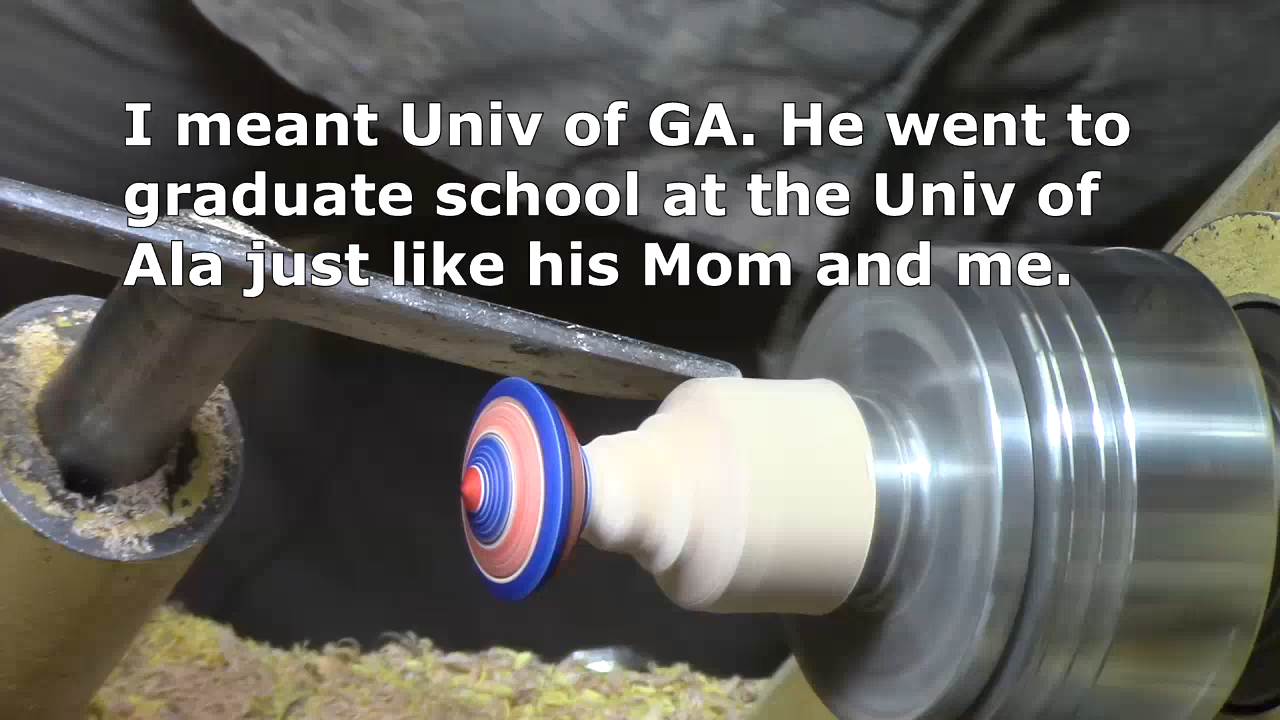 I meant Univ of GA. He went to
graduate school at the Univ of
Ala just like his Mom and me.